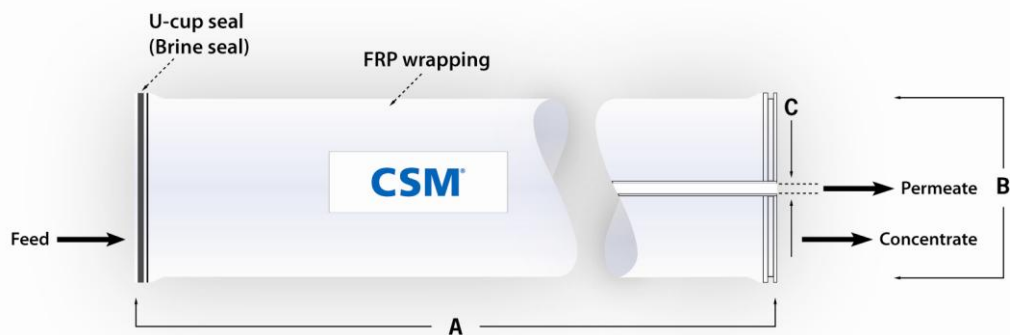 U-cup seal
(Brine seal)
FRP wrapping
C
CSM®
Permeate
B
Feed
Concentrate
A